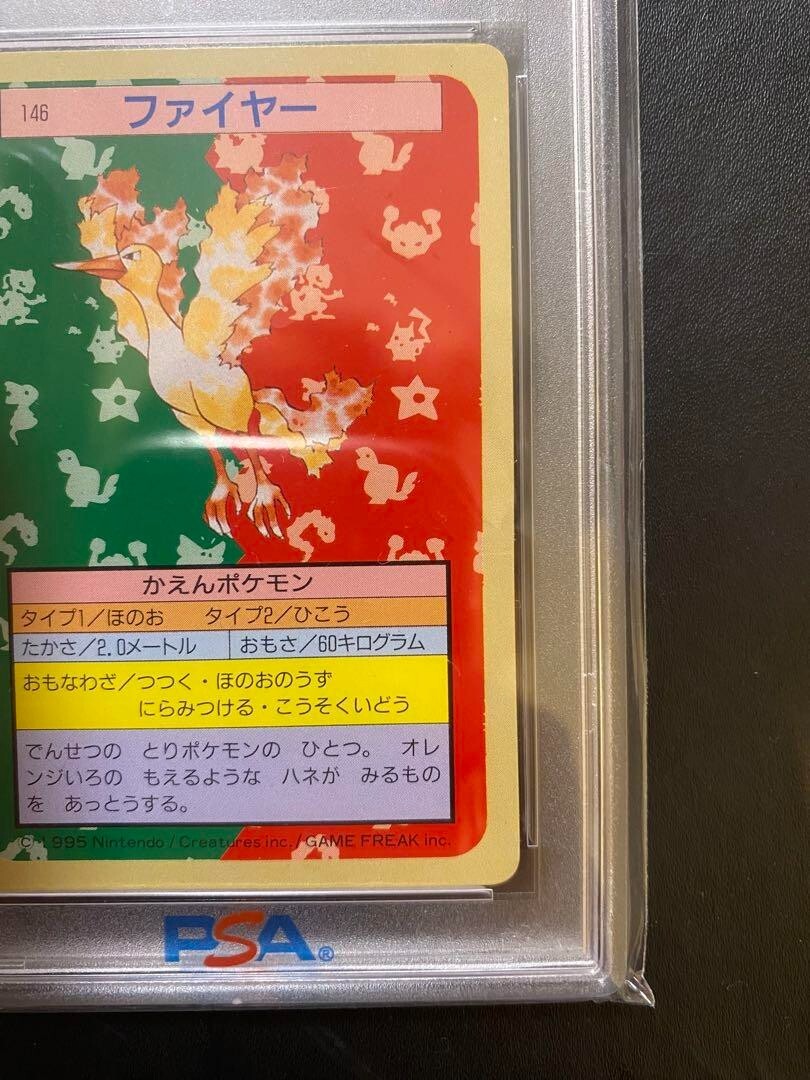 146 ファイヤー
かえんポケモン
タイプ1/ほのお タイプ2/ひこう
たかさ/2.0メートル おもさ/60キログラム
おもなわざ/つつく・ほのおのうず
にらみつける・こうそくいどう
でんせつの とりポケモンの ひとつ。 オレ
ンジいろの もえるような ハネが みるもの
を あっとうする。
©1995 Nintendo / Creatures inc. / GAME FREAK inc.
PSA®